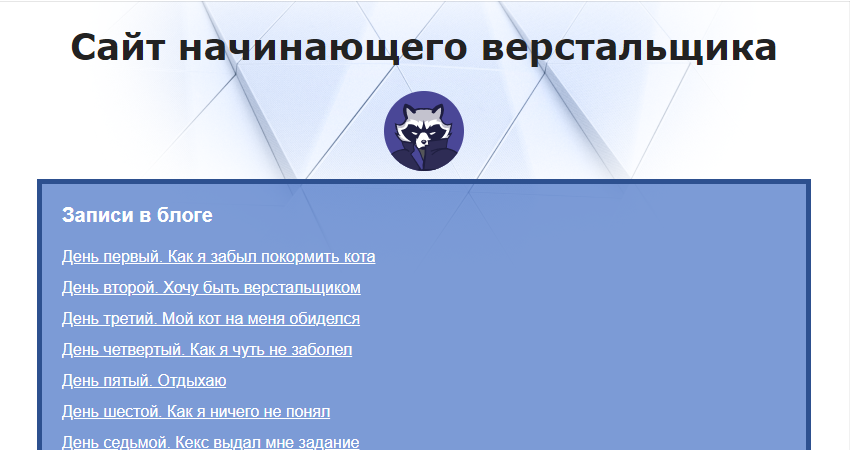 Сайт начинающего верстальщика
Записи в блоге
День первый. Как я забыл покормить кота
День второй. Хочу быть верстальщиком
День третий. Мой кот на меня обиделся
День четвертый. Как я чуть не заболел
День пятый. Отдыхаю
День шестой. Как я ничего не понял
День седьмой. Кекс выдал мне задание